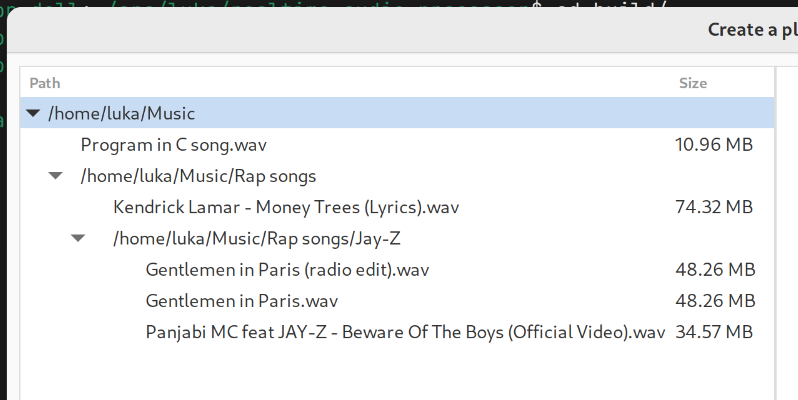 cd build/
Create a pl
Path Size
/home/luka/Music
Program in C song.wav 10.96 MB
/home/luka/Music/Rap songs
Kendrick Lamar - Money Trees (Lyrics).wav 74.32 MB
/home/luka/Music/Rap songs/Jay-Z
Gentlemen in Paris (radio edit).wav 48.26 MB
Gentlemen in Paris.wav 48.26 MB
Panjabi MC feat JAY-Z - Beware Of The Boys (Official Video).wav 34.57 MB